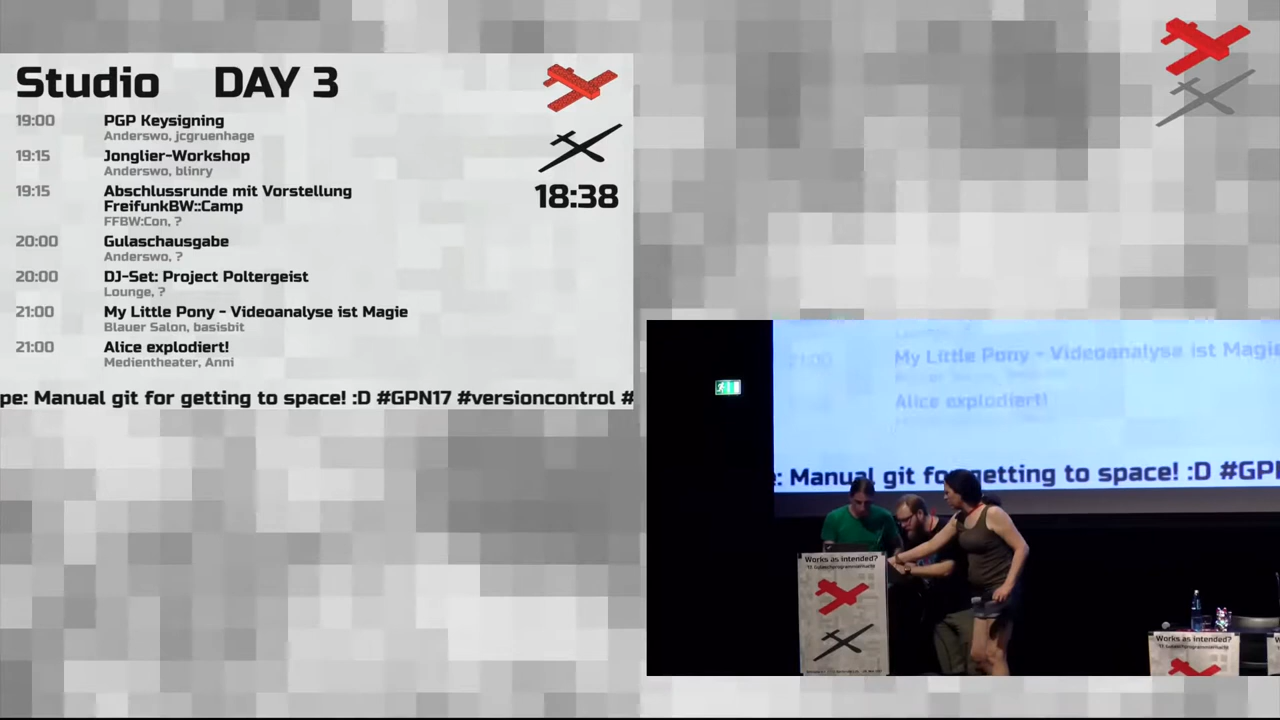 Studio DAY 3
19:00 PGP Keysigning
Anderswo, jcgruenhage
19:15 Jonglier-Workshop
Anderswo, blinry
19:15 Abschlussrunde mit Vorstellung
FreifunkBW::Camp
FFBW:Con, ?
20:00 Gulaschausgabe
Anderswo, ?
20:00 DJ-Set: Project Poltergeist
Lounge, ?
21:00 My Little Pony - Videoanalyse ist Magie
Blauer Salon, basisbit
21:00 Alice explodiert!
Medientheater, Anni
18:38
pe: Manual git for getting to space! :D #GPN17 #versioncontrol #
21:00 My Little Pony - Videoanalyse ist Magie
Alice explodiert!
: Manual git for getting to space! :D #GP
Works as intended?
Works as intended?